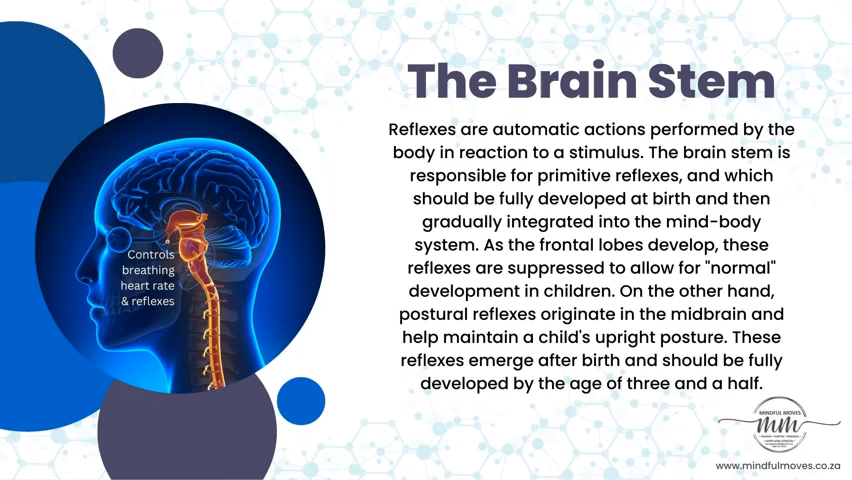 The Brain Stem
Reflexes are automatic actions performed by the
body in reaction to a stimulus. The brain stem is
responsible for primitive reflexes, and which
should be fully developed at birth and then
gradually integrated into the mind-body
system. As the frontal lobes develop, these
reflexes are suppressed to allow for "normal"
development in children. On the other hand,
postural reflexes originate in the midbrain and
help maintain a child's upright posture. These
reflexes emerge after birth and should be fully
developed by the age of three and a half.
Controls
breathing
heart rate
& reflexes
MINDFUL MOVES
mm
www.mindfulmoves.co.za